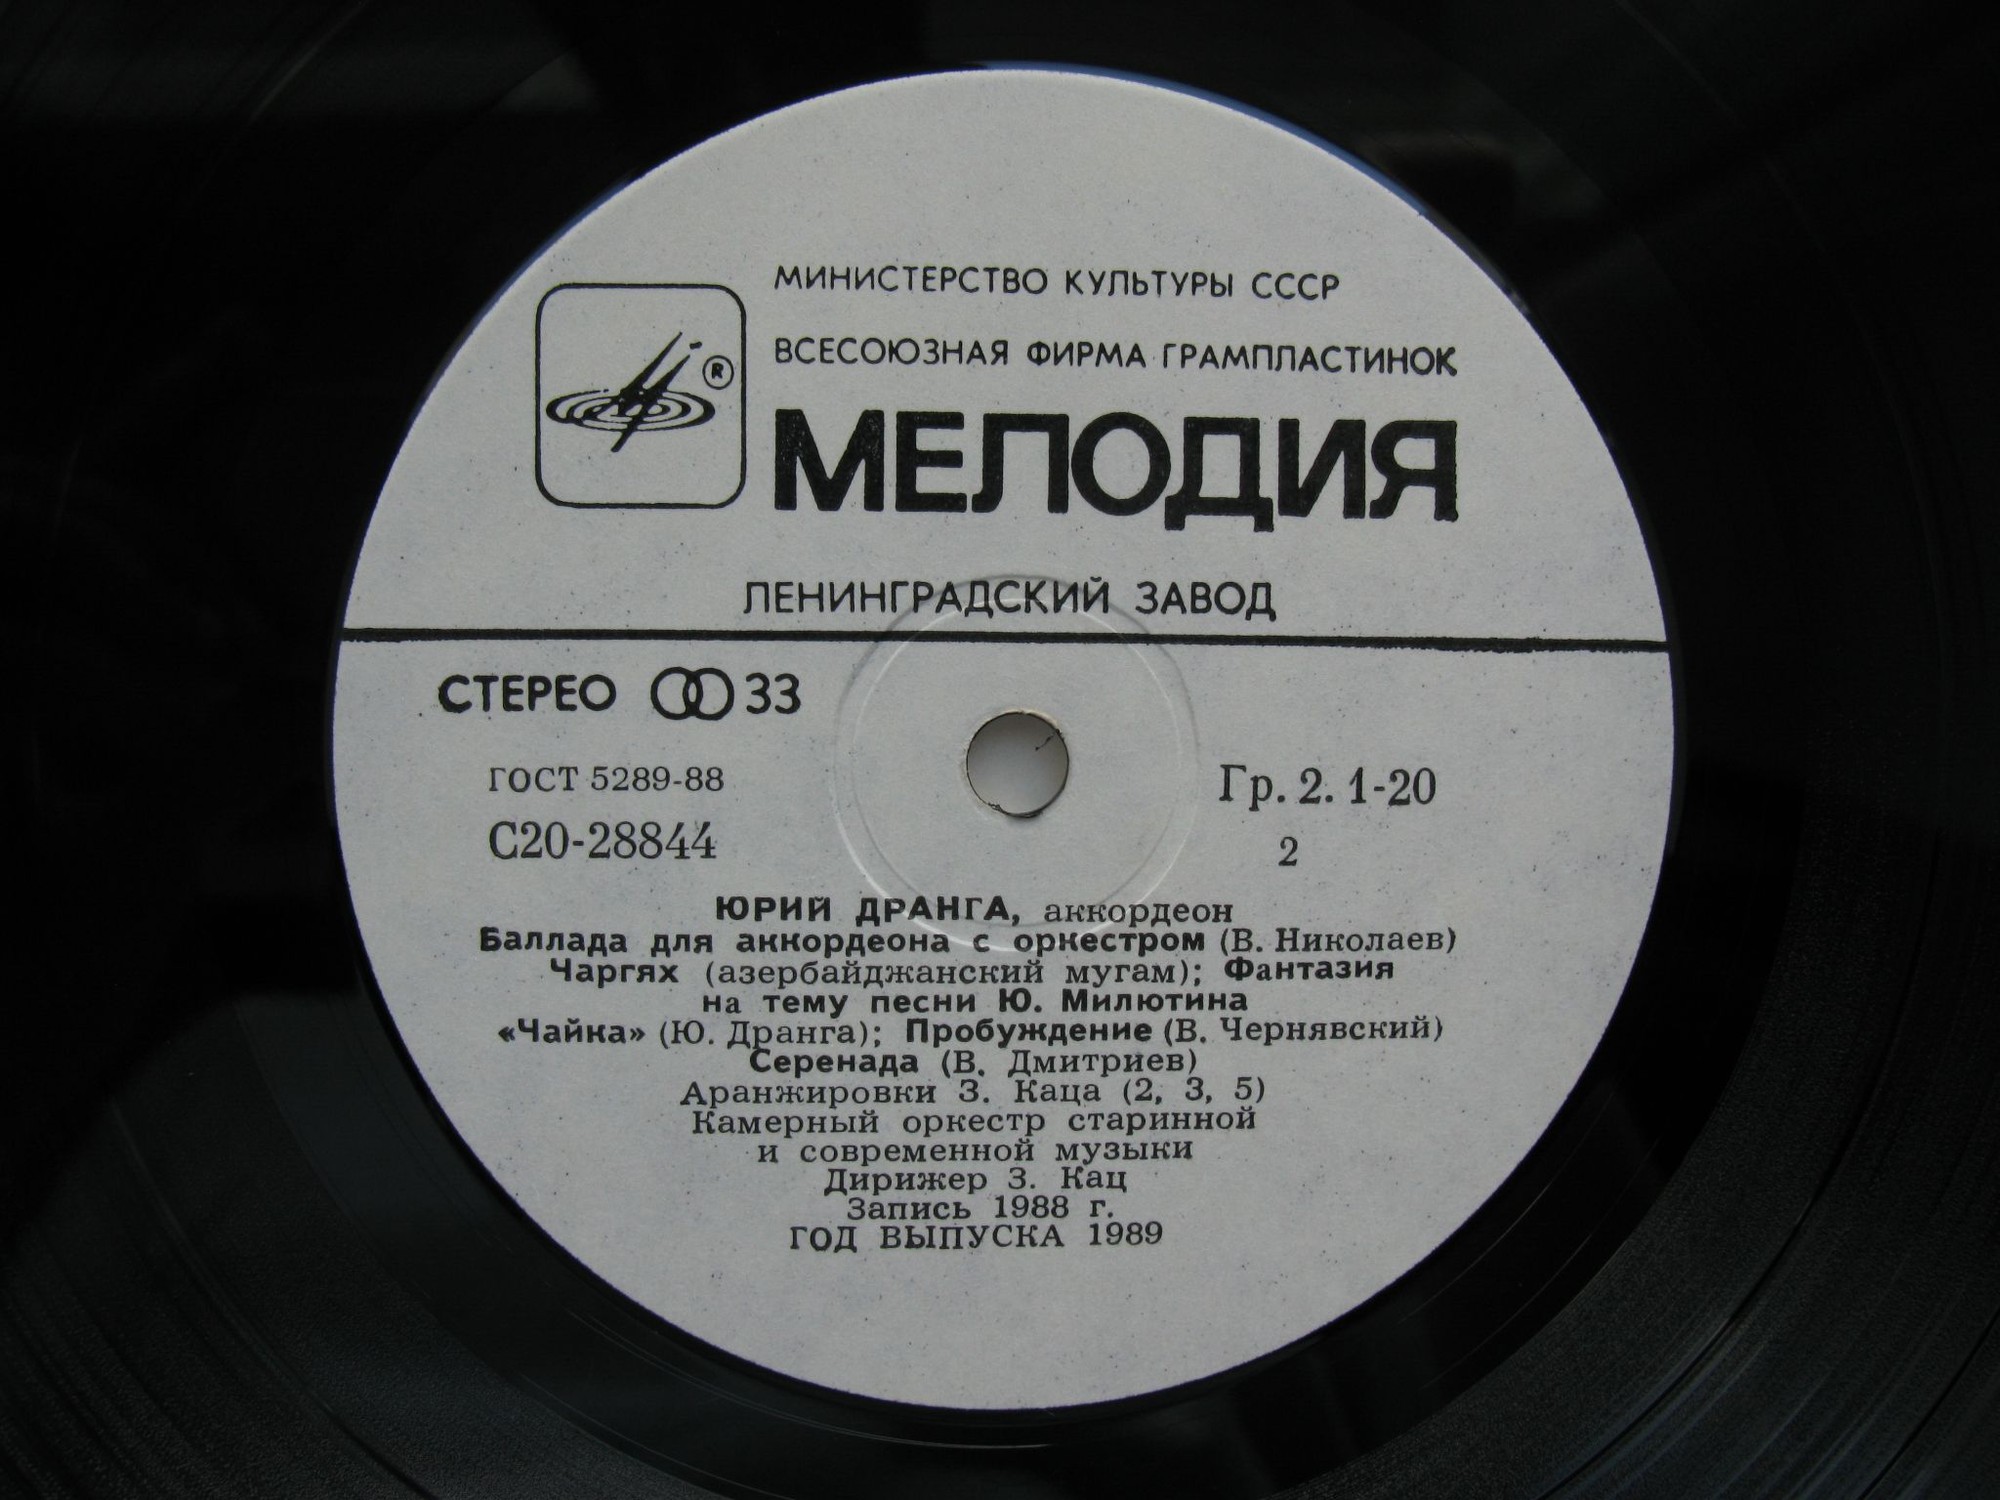 МИНИСТЕРСТВО КУЛЬТУРЫ СССР
ВСЕСОЮЗНАЯ ФИРМА ГРАМПЛАСТИНОК
®
МЕЛОДИЯ
ЛЕНИНГРАДСКИЙ ЗАВОД
СТЕРЕО 33
ГОСТ 5289-88
Гр. 2. 1-20
С20-28844
2
ЮРИЙ ДРАНГА, аккордеон
Баллада для аккордеона с оркестром (В. Николаев)
Чаргях (азербайджанский мугам); Фантазия
на тему песни Ю. Милютина
«Чайка» (Ю. Дранга); Пробуждение (В. Чернявский)
Серенада (В. Дмитриев)
Аранжировки З. Каца (2, 3, 5)
Камерный оркестр старинной
и современной музыки
Дирижер З. Кац
Запись 1988 г.
ГОД ВЫПУСКА 1989